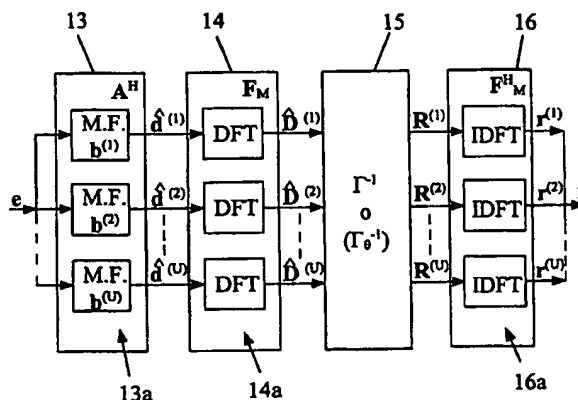 13 14 15 16
A^H F_M F^H_M
e M.F. b^(1) d̂^(1) DFT D̂^(1) R^(1) IDFT r^(1)
M.F. b^(2) d̂^(2) DFT D̂^(2) Γ^-1 o (Γ_θ^-1) R^(2) IDFT r^(2)
M.F. b^(U) d̂^(U) DFT D̂^(U) R^(U) IDFT r^(U)
13a 14a 16a